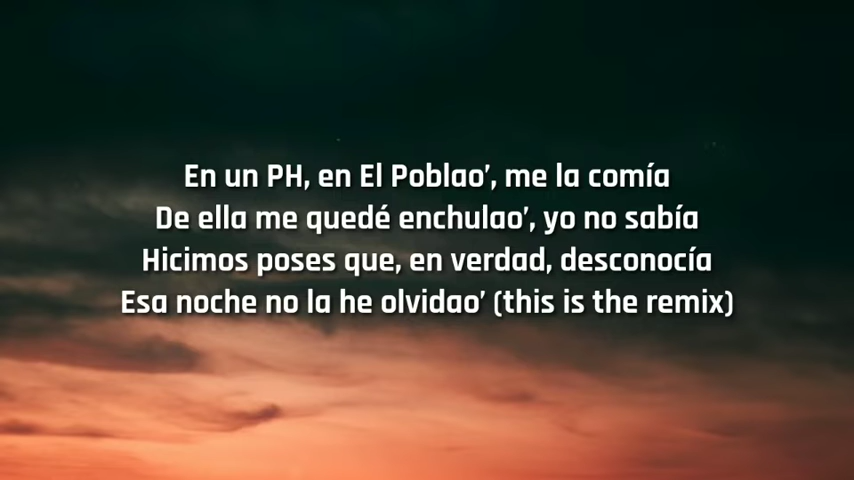 En un PH, en El Poblao’, me la comía
De ella me quedé enchulao’, yo no sabía
Hicimos poses que, en verdad, desconocía
Esa noche no la he olvidao’ (this is the remix)